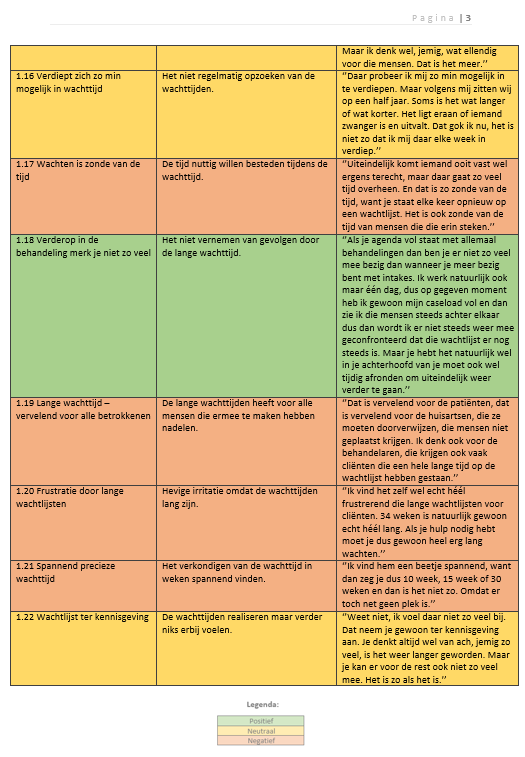 Pagina | 3
Maar ik denk wel, jemig, wat ellendig
voor die mensen. Dat is het meer.’’
1.16 Verdiept zich zo min
mogelijk in wachttijd
Het niet regelmatig opzoeken van de
wachttijden.
‘‘Daar probeer ik mij zo min mogelijk in
te verdiepen. Maar volgens mij zitten wij
op een half jaar. Soms is het wat langer
of wat korter. Het ligt eraan of iemand
zwanger is en uitvalt. Dat gok ik nu, het is
niet zo dat ik mij daar elke week in
verdiep.’’
1.17 Wachten is zonde van de
tijd
De tijd nuttig willen besteden tijdens de
wachttijd.
‘‘Uiteindelijk komt iemand ooit vast wel
ergens terecht, maar daar gaat zo veel
tijd overheen. En dat is zo zonde van de
tijd, want je staat elke keer opnieuw op
een wachtlijst. Het is ook zonde van de
tijd van mensen die die erin steken.’’
1.18 Verderop in de
behandeling merk je niet zo veel
Het niet vernemen van gevolgen door
de lange wachttijd.
‘‘Als je agenda vol staat met allemaal
behandelingen dan ben je er niet zo veel
mee bezig dan wanneer je meer bezig
bent met intakes. Ik werk natuurlijk ook
maar één dag, dus op gegeven moment
heb ik gewoon mijn caseload vol en dan
zie ik die mensen steeds achter elkaar
dus dan wordt ik er niet steeds weer mee
geconfronteerd dat die wachtlijst er nog
steeds is. Maar je hebt het natuurlijk wel
in je achterhoofd van je moet ook wel
tijdig afronden om uiteindelijk weer
verder te gaan.’’
1.19 Lange wachttijd –
vervelend voor alle betrokkenen
De lange wachttijden heeft voor alle
mensen die ermee te maken hebben
nadelen.
‘‘Dat is vervelend voor de patiënten, dat
is vervelend voor de huisartsen, die ze
moeten doorverwijzen, die mensen niet
geplaatst krijgen. Ik denk ook voor de
behandelaren, die krijgen ook vaak
cliënten die een hele lange tijd op de
wachtlijst hebben gestaan.’’
1.20 Frustratie door lange
wachtlijsten
Hevige irritatie omdat de wachttijden
lang zijn.
‘‘Ik vind het zelf wel echt héél
frustrerend die lange wachtlijsten voor
cliënten. 34 weken is natuurlijk gewoon
echt héél lang. Als je hulp nodig hebt
moet je dus gewoon heel erg lang
wachten.’’
1.21 Spannend precieze
wachttijd
Het verkondigen van de wachttijd in
weken spannend vinden.
‘‘Ik vind hem een beetje spannend, want
dan zeg je dus 10 week, 15 week of 30
weken en dan is het niet zo. Omdat er
toch net geen plek is.’’
1.22 Wachtlijst ter kennisgeving
De wachttijden realiseren maar verder
niks erbij voelen.
‘‘Weet niet, ik voel daar niet zo veel bij.
Dat neem je gewoon ter kennisgeving
aan. Je denkt altijd wel van ach, jemig zo
veel, is het weer langer geworden. Maar
je kan er voor de rest ook niet zo veel
mee. Het is zo als het is.’’
Legenda:
Positief
Neutraal
Negatief